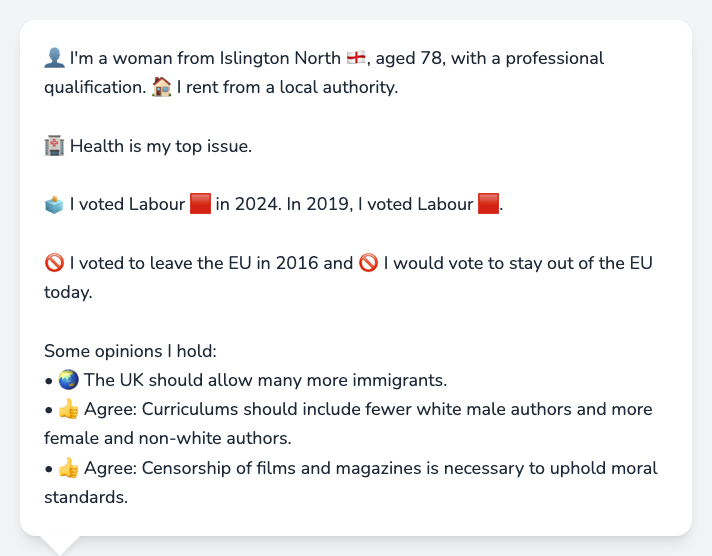 👤 I'm a woman from Islington North 🏴󠁧󠁢󠁥󠁮󠁧󠁿, aged 78, with a professional
qualification. 🏠 I rent from a local authority.
🏥 Health is my top issue.
🗳️ I voted Labour 🟥 in 2024. In 2019, I voted Labour 🟥.
🚫 I voted to leave the EU in 2016 and 🚫 I would vote to stay out of the EU
today.
Some opinions I hold:
• 🌏 The UK should allow many more immigrants.
• 👍 Agree: Curriculums should include fewer white male authors and more
female and non-white authors.
• 👍 Agree: Censorship of films and magazines is necessary to uphold moral
standards.